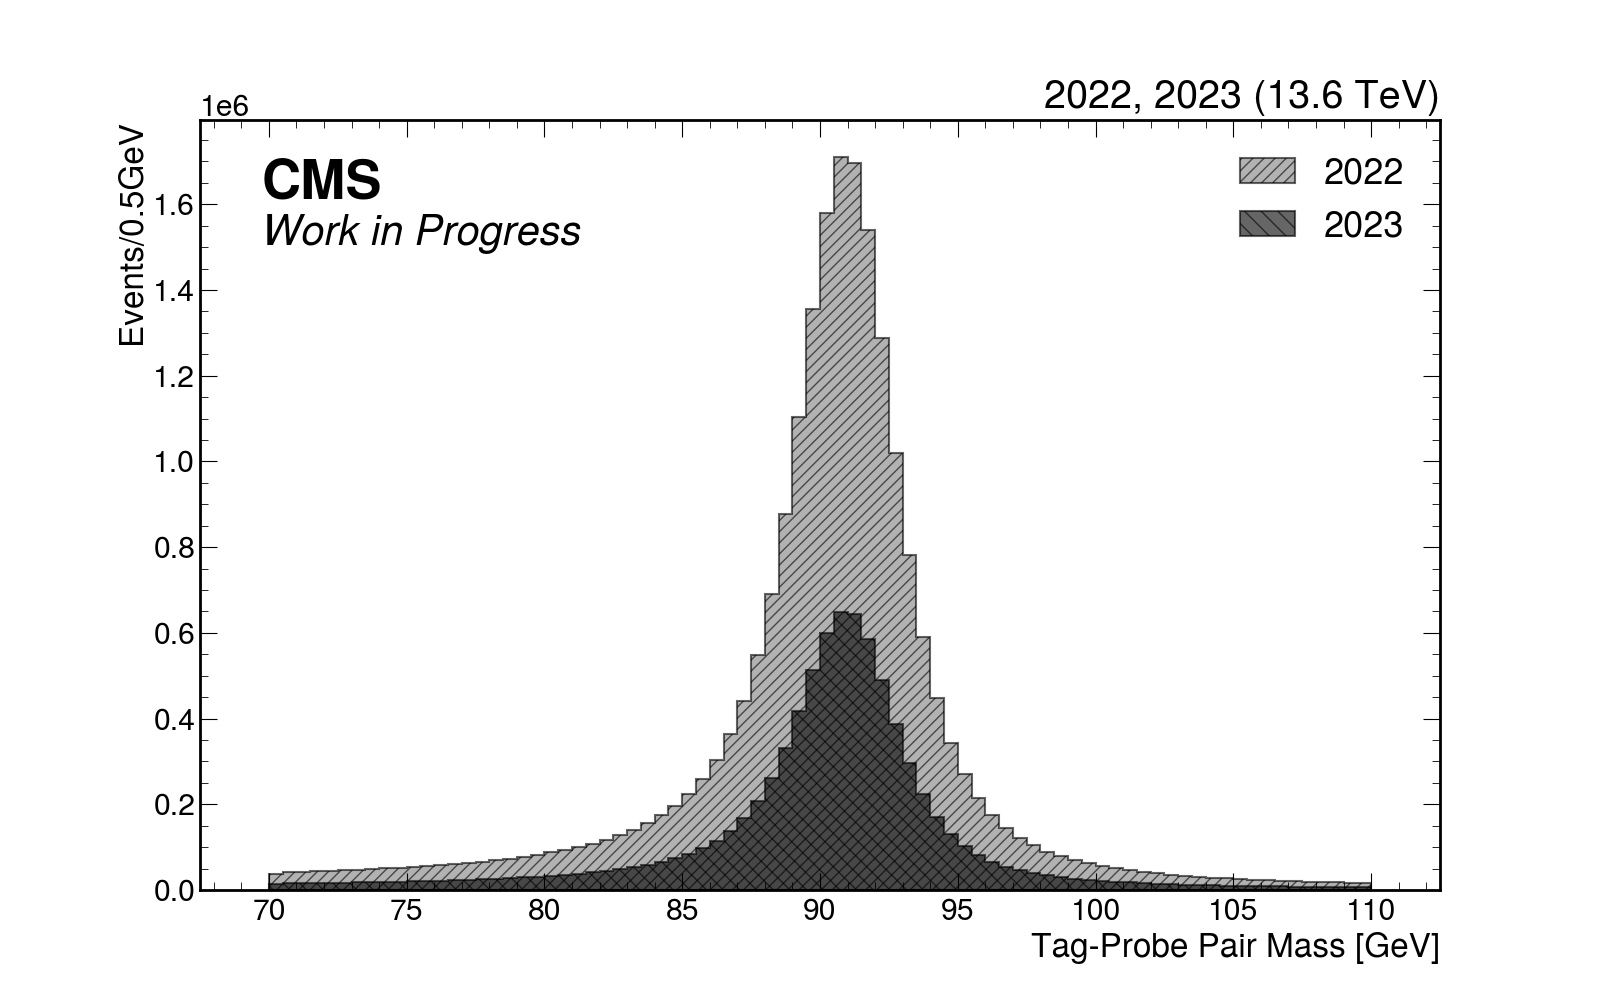 2022, 2023 (13.6 TeV)
1e6
Events/0.5GeV
CMS
Work in Progress
2022
2023
1.6
1.4
1.2
1.0
0.8
0.6
0.4
0.2
0.0
70 75 80 85 90 95 100 105 110
Tag-Probe Pair Mass [GeV]